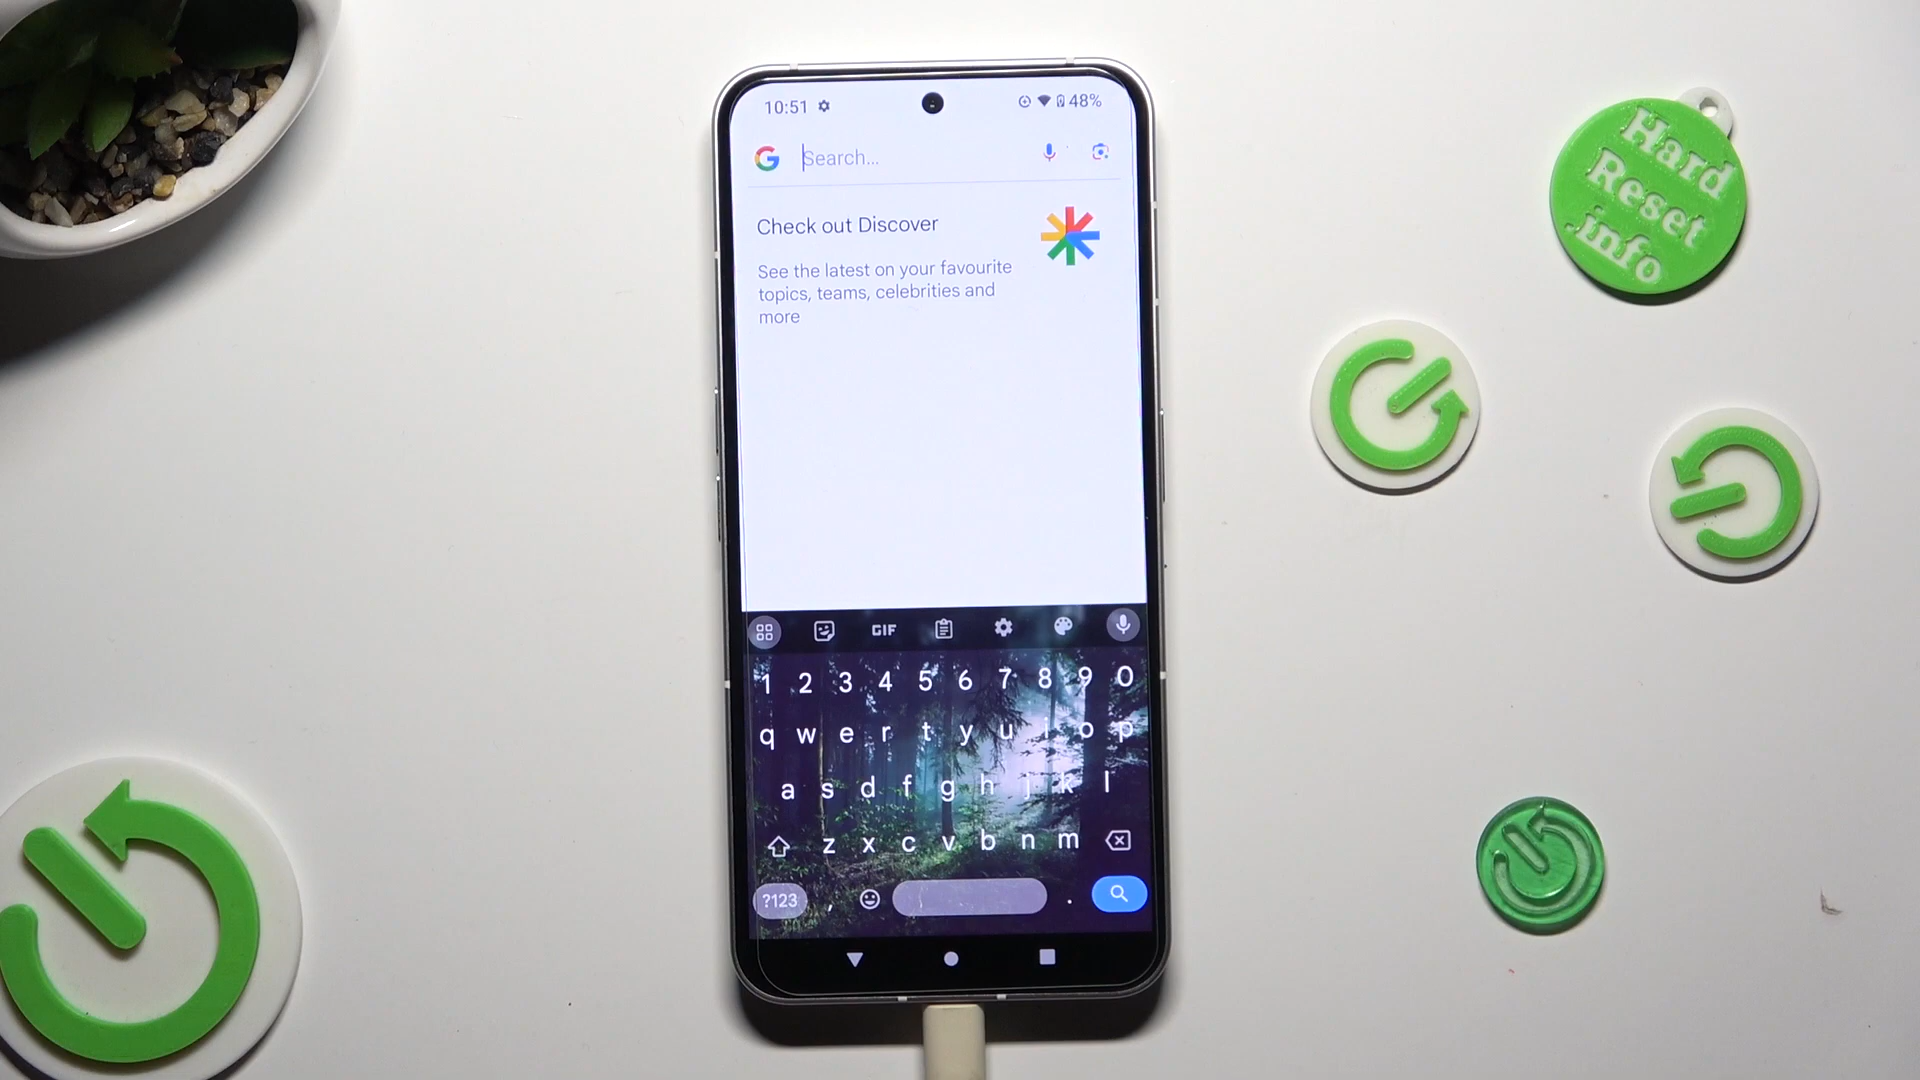 10:51 48%
Search...
Check out Discover
See the latest on your favourite
topics, teams, celebrities and
more
GIF
1 2 3 4 5 6 7 8 9 0
q w e r t y u i o p
a s d f g h j k l
z x c v b n m
?123 , .
Hard
Reset
.info